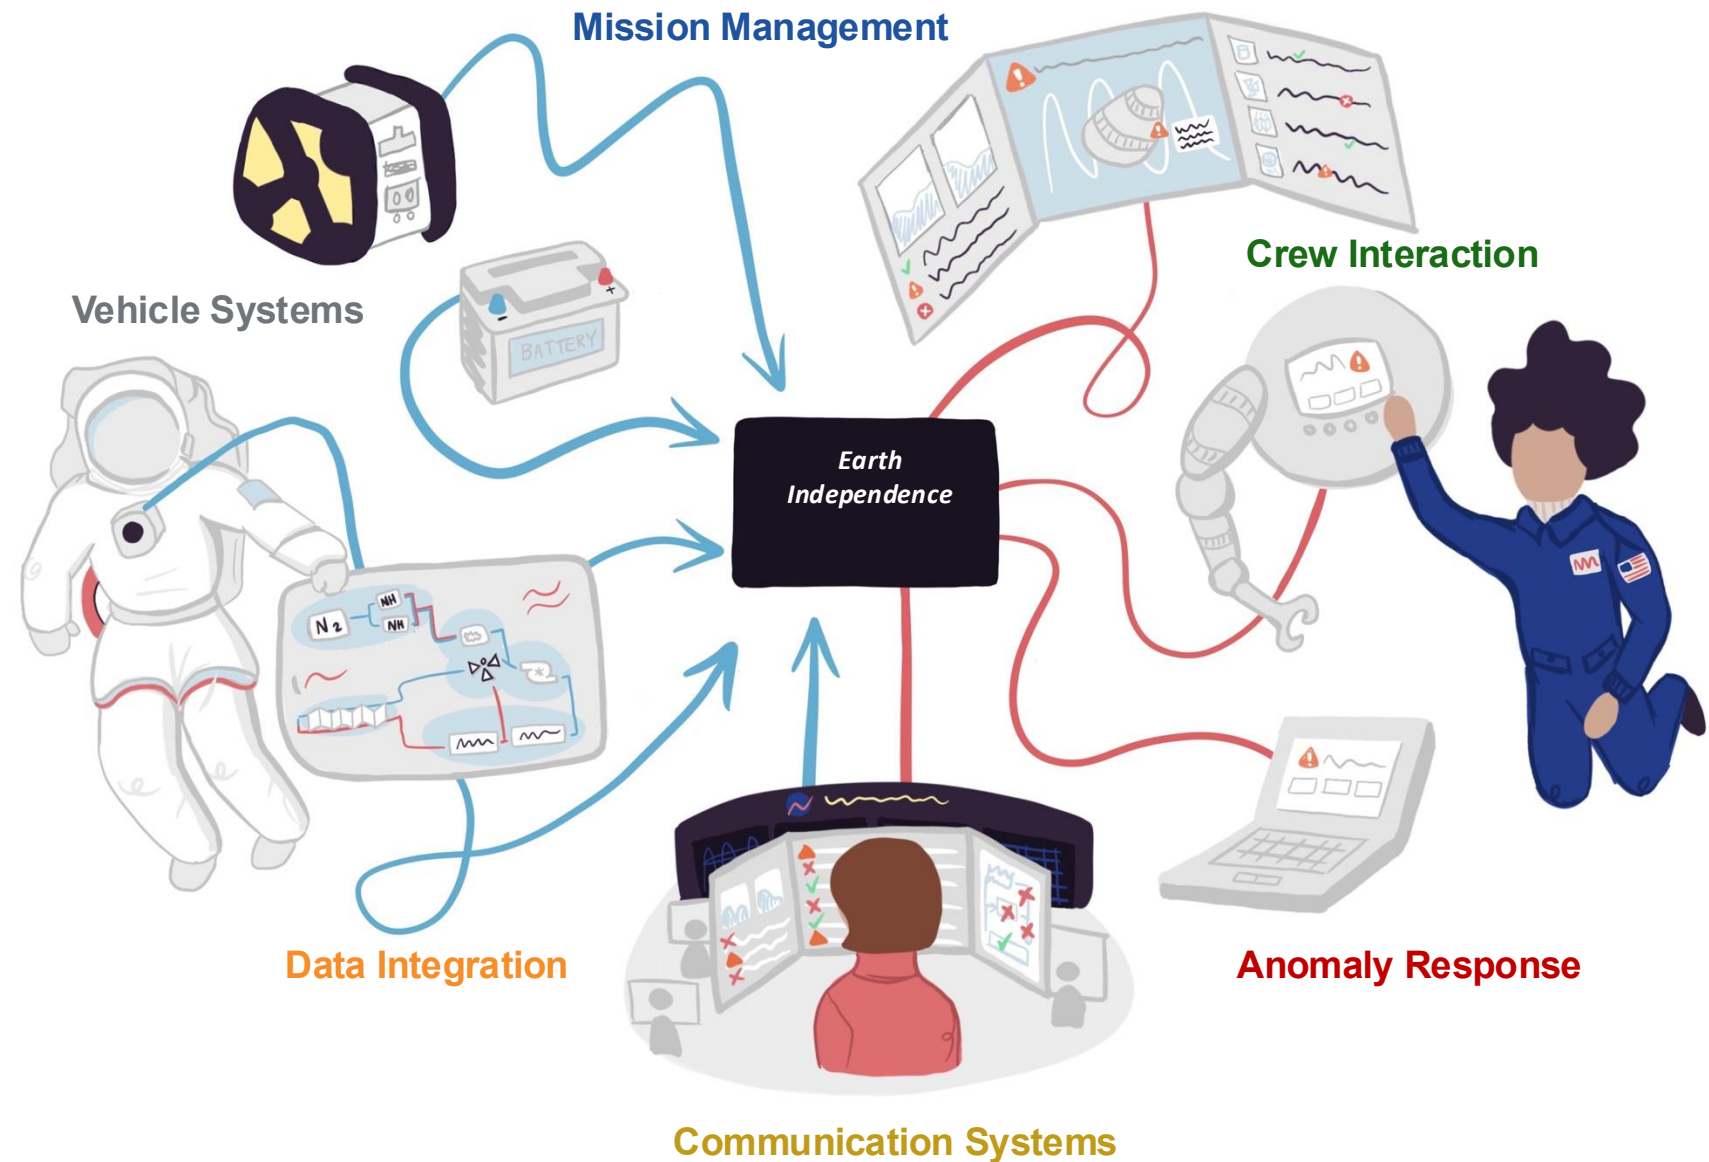 Mission Management
Crew Interaction
Vehicle Systems
BATTERY
Earth
Independence
N2
NH
NH
Data Integration
Anomaly Response
Communication Systems